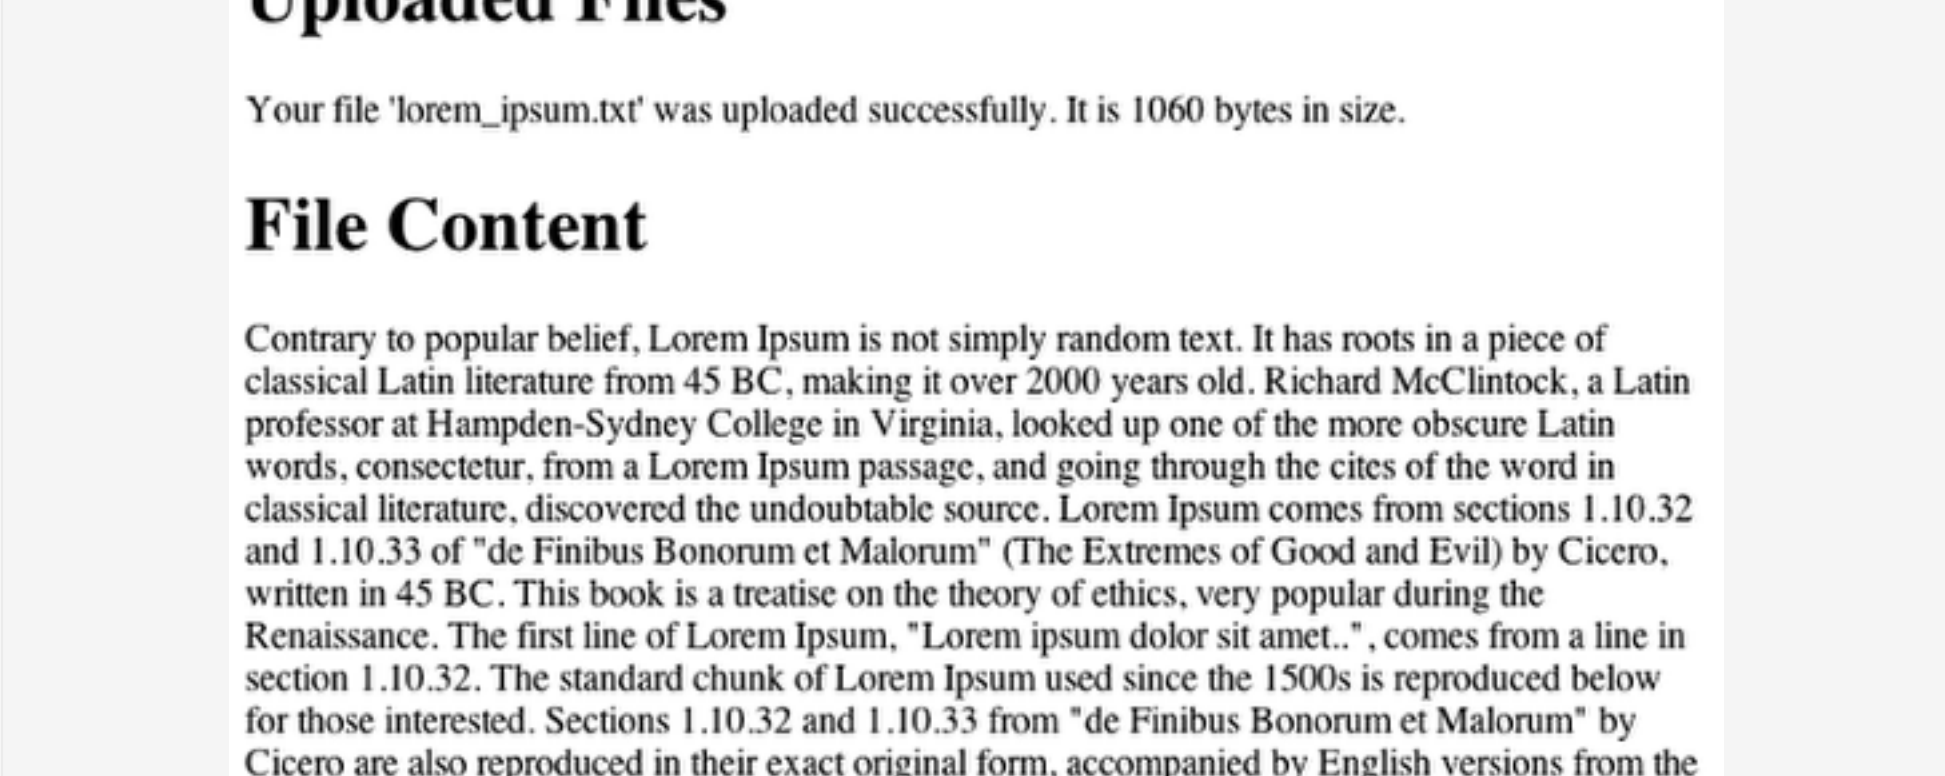 Uploaded Files
Your file 'lorem_ipsum.txt' was uploaded successfully. It is 1060 bytes in size.
File Content
Contrary to popular belief, Lorem Ipsum is not simply random text. It has roots in a piece of
classical Latin literature from 45 BC, making it over 2000 years old. Richard McClintock, a Latin
professor at Hampden-Sydney College in Virginia, looked up one of the more obscure Latin
words, consectetur, from a Lorem Ipsum passage, and going through the cites of the word in
classical literature, discovered the undoubtable source. Lorem Ipsum comes from sections 1.10.32
and 1.10.33 of "de Finibus Bonorum et Malorum" (The Extremes of Good and Evil) by Cicero,
written in 45 BC. This book is a treatise on the theory of ethics, very popular during the
Renaissance. The first line of Lorem Ipsum, "Lorem ipsum dolor sit amet..", comes from a line in
section 1.10.32. The standard chunk of Lorem Ipsum used since the 1500s is reproduced below
for those interested. Sections 1.10.32 and 1.10.33 from "de Finibus Bonorum et Malorum" by
Cicero are also reproduced in their exact original form, accompanied by English versions from the